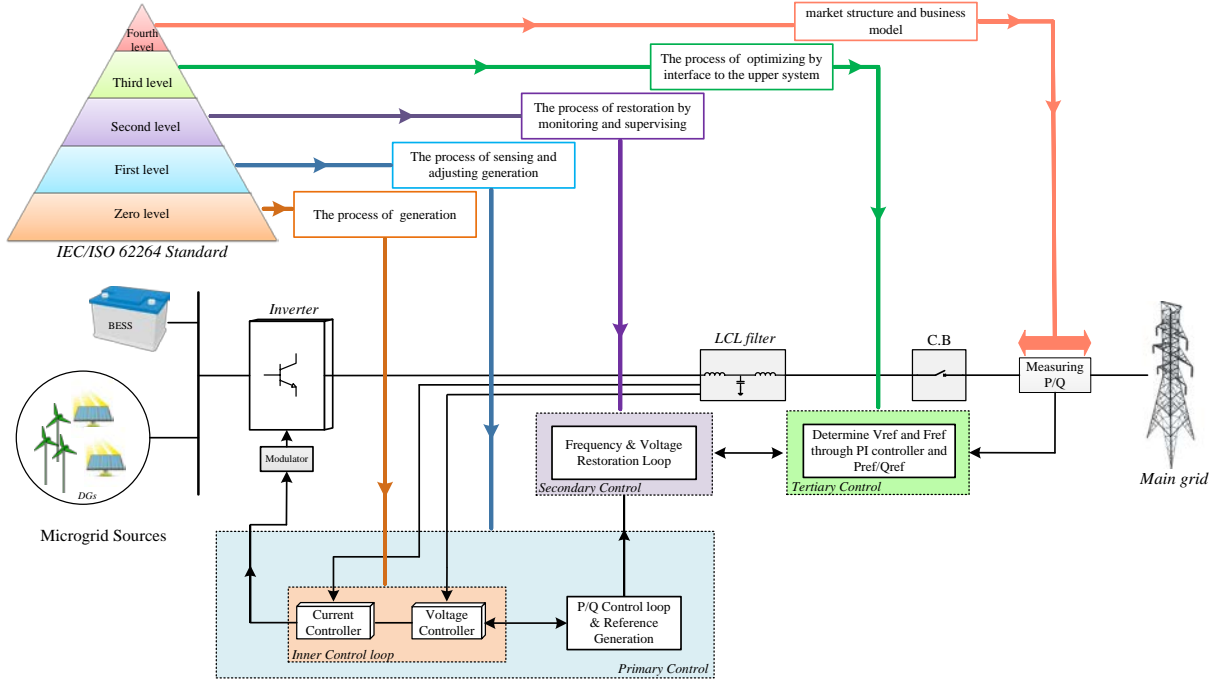 Fourth
level
market structure and business
model
Third level
The process of  optimizing by
interface to the upper system
Second level
The process of restoration by
monitoring and supervising
First level
The process of sensing and
adjusting generation
Zero level
The process of  generation
IEC/ISO 62264 Standard
BESS
Inverter
LCL filter
C.B
Measuring
P/Q
Modulator
DGs
Microgrid Sources
Frequency & Voltage
Restoration Loop
Secondary Control
Determine Vref and Fref
through PI controller and
Pref/Qref
Tertiary Control
Main grid
Current
Controller
Voltage
Controller
Inner Control loop
P/Q Control loop
& Reference
Generation
Primary Control